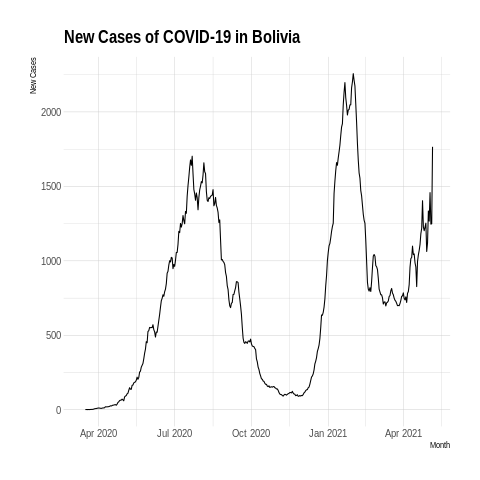 New Cases of COVID-19 in Bolivia
New Cases
2000
1500
1000
500
0
Apr 2020 Jul 2020 Oct 2020 Jan 2021 Apr 2021
Month